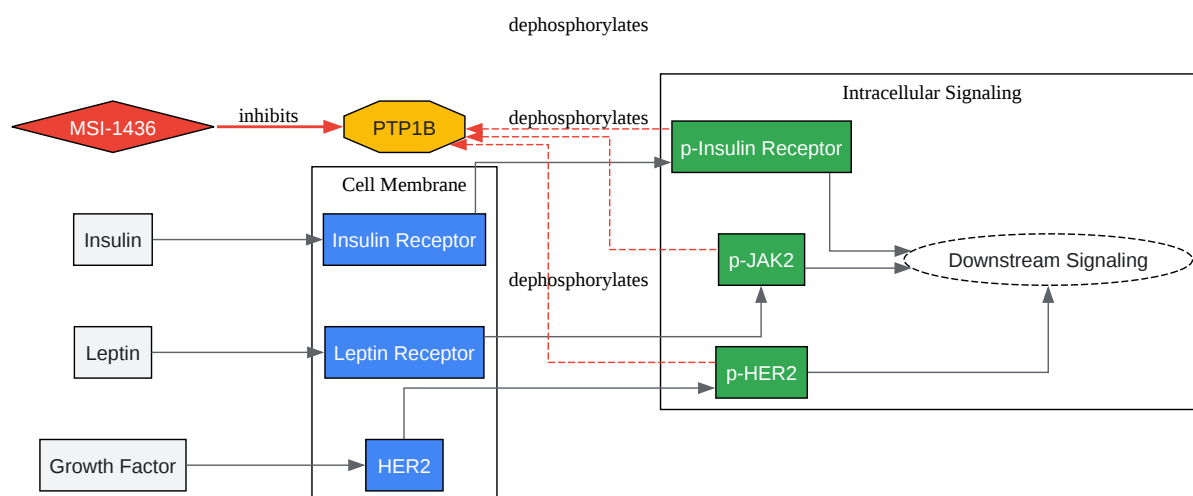 dephosphorylates
Intracellular Signaling
MSI-1436
inhibits
PTP1B
dephosphorylates
p-Insulin Receptor
Cell Membrane
Insulin
Insulin Receptor
p-JAK2
Downstream Signaling
dephosphorylates
Leptin
Leptin Receptor
p-HER2
Growth Factor
HER2